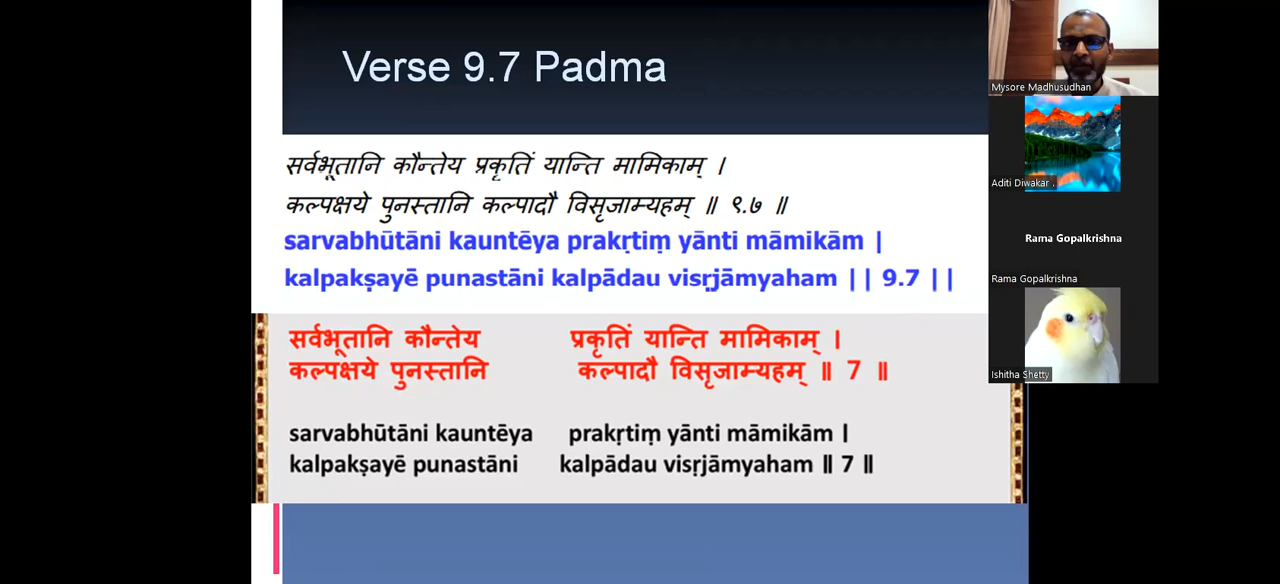 Verse 9.7 Padma
सर्वभूतानि कौन्तेय प्रकृतिं यान्ति मामिकाम् ।
कल्पक्षये पुनस्तानि कल्पादौ विसृजाम्यहम् ॥ ९.७ ॥
sarvabhūtāni kauntēya prakṛtiṃ yānti māmikām |
kalpakṣayē punastāni kalpādau visṛjāmyaham || 9.7 ||
सर्वभूतानि कौन्तेय प्रकृतिं यान्ति मामिकाम् ।
कल्पक्षये पुनस्तानि कल्पादौ विसृजाम्यहम् ॥ 7 ॥
sarvabhūtāni kauntēya prakṛtiṃ yānti māmikām |
kalpakṣayē punastāni kalpādau visṛjāmyaham ॥ 7 ॥
Mysore Madhusudhan
Aditi Diwakar .
Rama Gopalkrishna
Rama Gopalkrishna
Ishitha Shetty